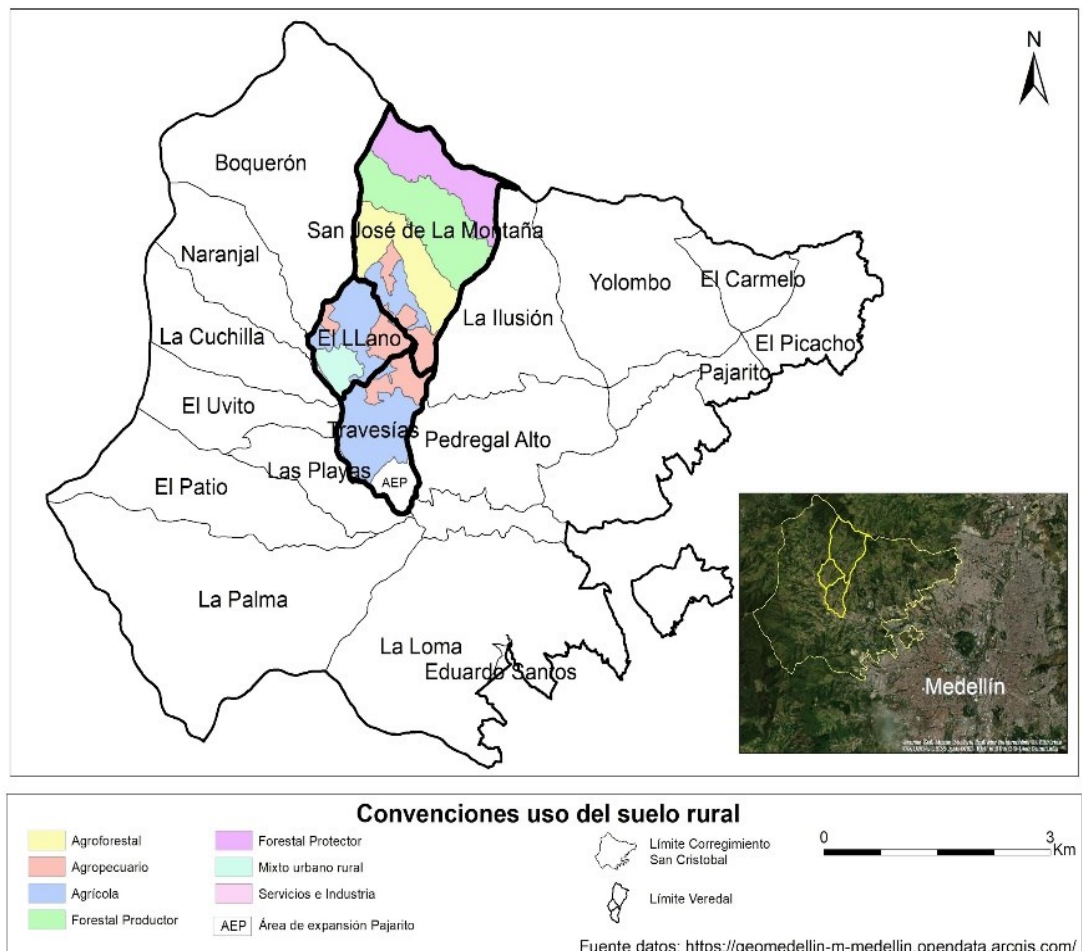 N
Boquerón
San José de La Montaña
Naranjal
Yolombo
El Carmelo
La Ilusión
La Cuchilla
El LLano
El Picacho
Pajarito
El Uvito
Travesías
Pedregal Alto
Las Playas
El Patio
AEP
La Palma
La Loma
Eduardo Santos
Medellín
Convenciones uso del suelo rural
Agroforestal
Agropecuario
Agrícola
Forestal Productor
Forestal Protector
Mixto urbano rural
Servicios e Industria
AEP Área de expansión Pajarito
Límite Corregimiento
San Cristobal
Límite Veredal
0 3
Km
Fuente datos: https://geomedellin-m-medellin.opendata.arcgis.com/